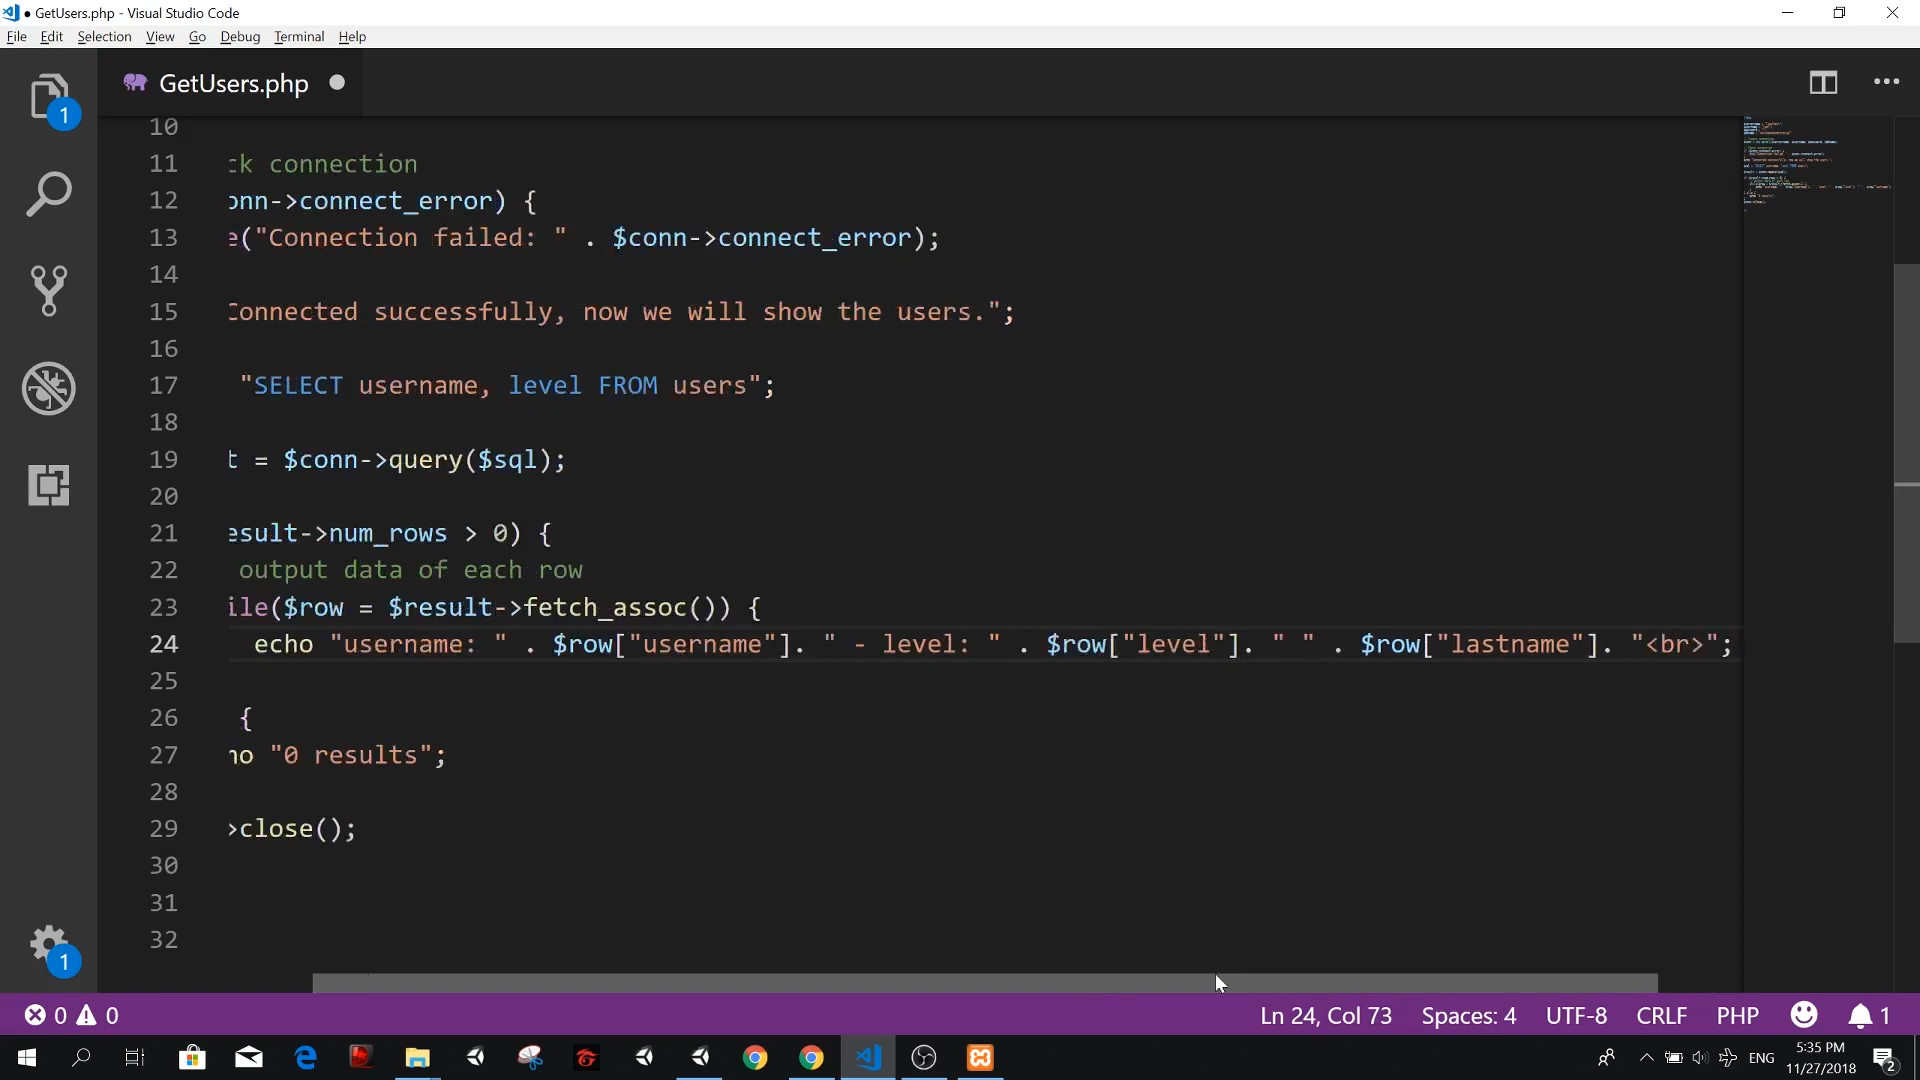 ● GetUsers.php - Visual Studio Code
File Edit Selection View Go Debug Terminal Help
1
GetUsers.php ●
10
11 ck connection
12 onn->connect_error) {
13 e("Connection failed: " . $conn->connect_error);
14
15 Connected successfully, now we will show the users.";
16
17 "SELECT username, level FROM users";
18
19 t = $conn->query($sql);
20
21 esult->num_rows > 0) {
22 output data of each row
23 ile($row = $result->fetch_assoc()) {
24 echo "username: " . $row["username"]. " - level: " . $row["level"]. " " . $row["lastname"]. "<br>";
25
26 {
27 ho "0 results";
28
29 >close();
30
31
32
1
0 0 Ln 24, Col 73 Spaces: 4 UTF-8 CRLF PHP 1
ENG 5:35 PM
11/27/2018 2